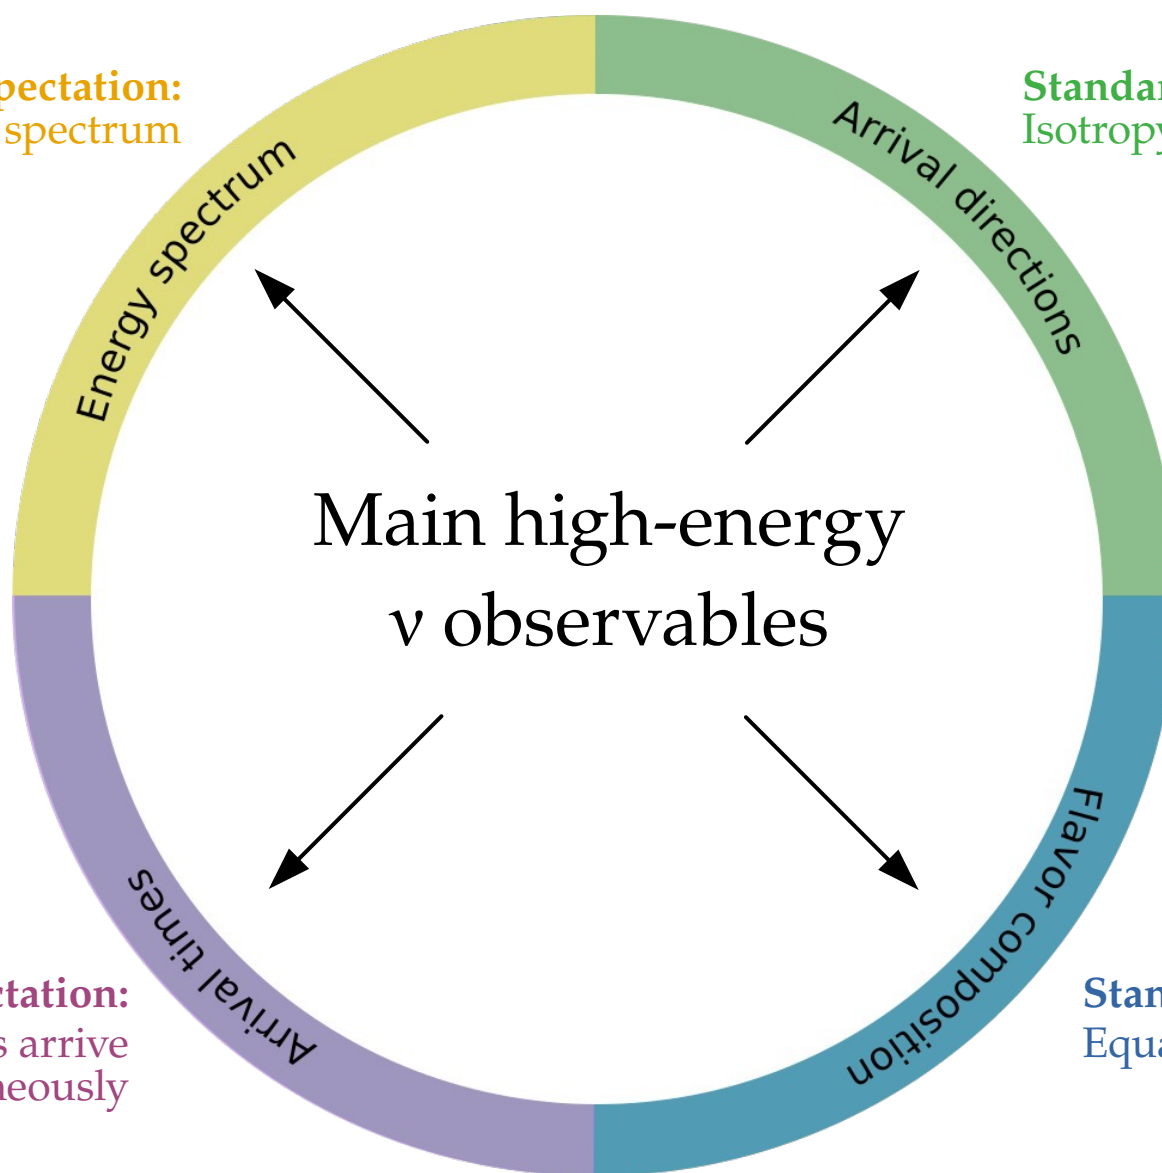 pectation:
spectrum
Standar
Isotropy
Energy spectrum
Arrival directions
Main high-energy
ν observables
Arrival times
Flavor composition
ctation:
s arrive
neously
Stan
Equa